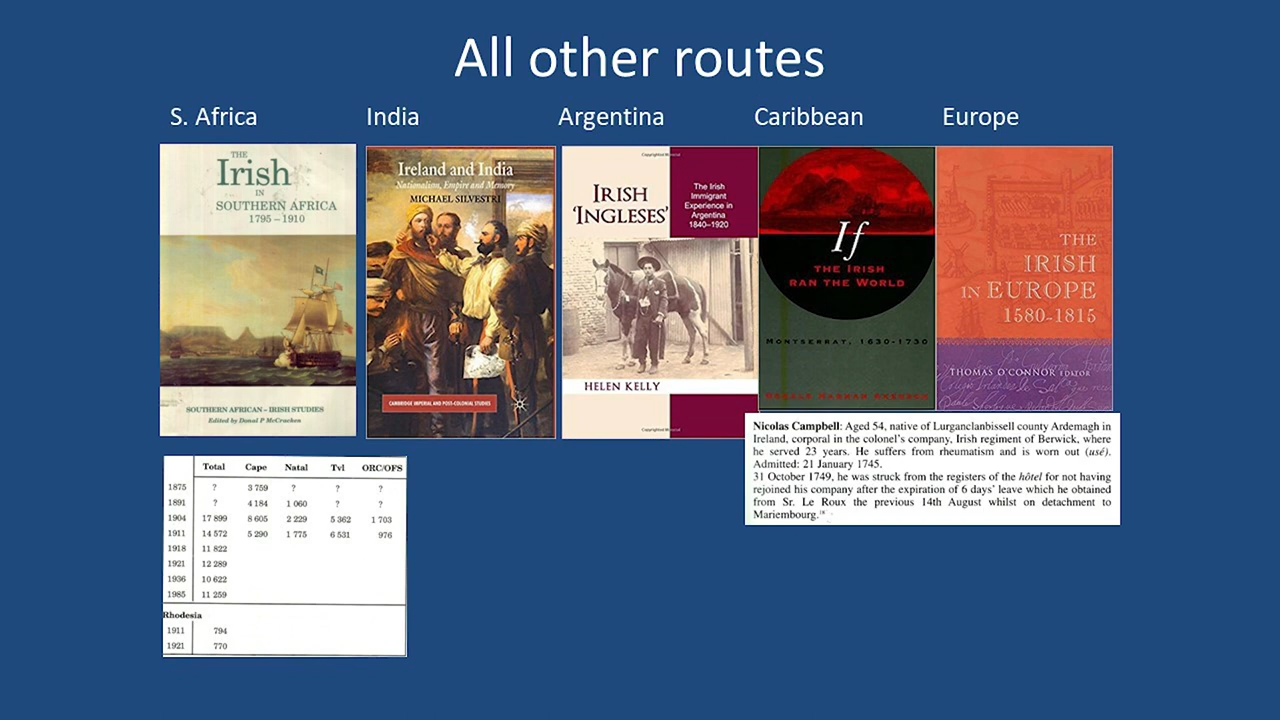 All other routes
S. Africa
India
Argentina
Caribbean
Europe
THE
Irish
IN
SOUTHERN AFRICA
1795 – 1910
SOUTHERN AFRICAN – IRISH STUDIES
Edited by Donal P McCracken
Ireland and India
Nationalism, Empire and Memory
MICHAEL SILVESTRI
CAMBRIDGE IMPERIAL AND POST-COLONIAL STUDIES
Copyrighted image
IRISH
'INGLESES'
The Irish
Immigrant
Experience in
Argentina
1840–1920
HELEN KELLY
Copyrighted image
If
THE IRISH
RAN THE WORLD
MONTSERRAT, 1630-1730
THE
IRISH
IN EUROPE
1580-1815
THOMAS O'CONNOR EDITOR
Nicolas Campbell: Aged 54, native of Lurganclanbissell county Ardemagh in
Ireland, corporal in the colonel's company, Irish regiment of Berwick, where
he served 23 years. He suffers from rheumatism and is worn out (usé).
Admitted: 21 January 1745.
31 October 1749, he was struck from the registers of the hôtel for not having
rejoined his company after the expiration of 6 days' leave which he obtained
from Sr. Le Roux the previous 14th August whilst on detachment to
Mariembourg.
Total Cape Natal Tvl ORC/OFS
1875 ? 3 759 ? ? ?
1891 ? 4 184 1 060 ? ?
1904 17 899 8 605 2 229 5 362 1 703
1911 14 572 5 290 1 775 6 531 976
1918 11 822
1921 12 289
1936 10 622
1985 11 259
Rhodesia
1911 794
1921 770